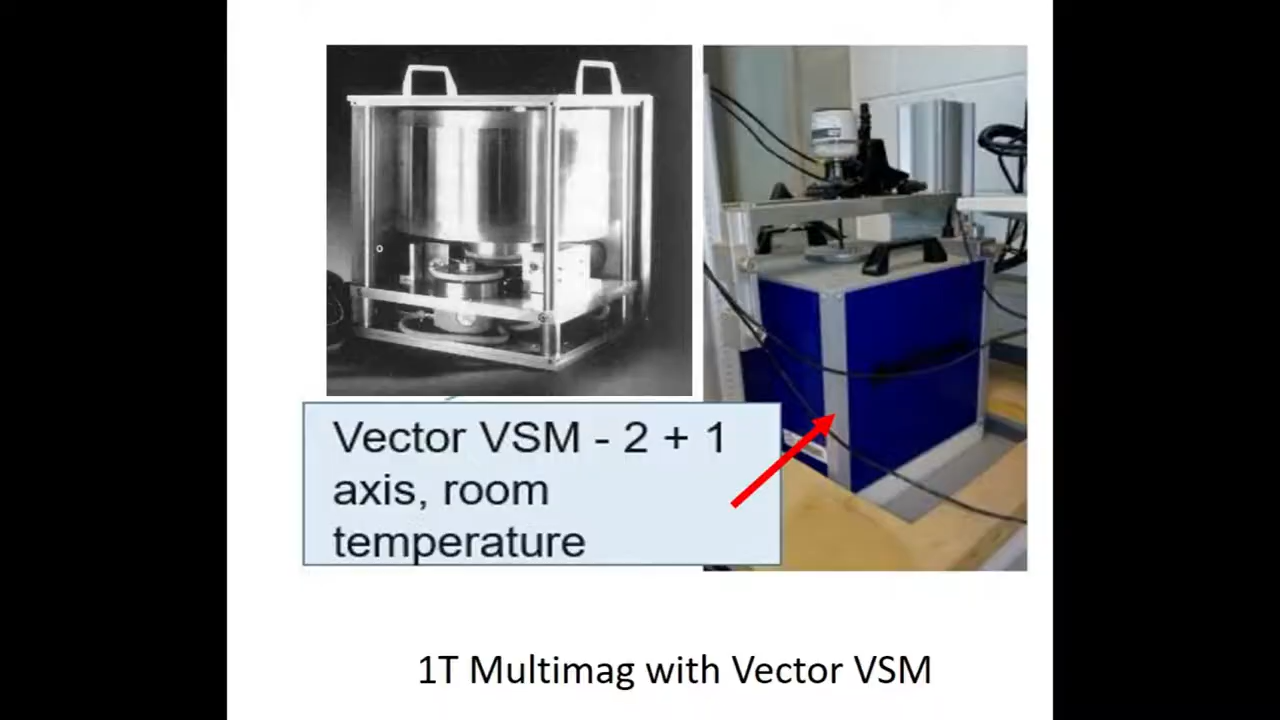 Vector VSM - 2 + 1
axis, room
temperature
1T Multimag with Vector VSM